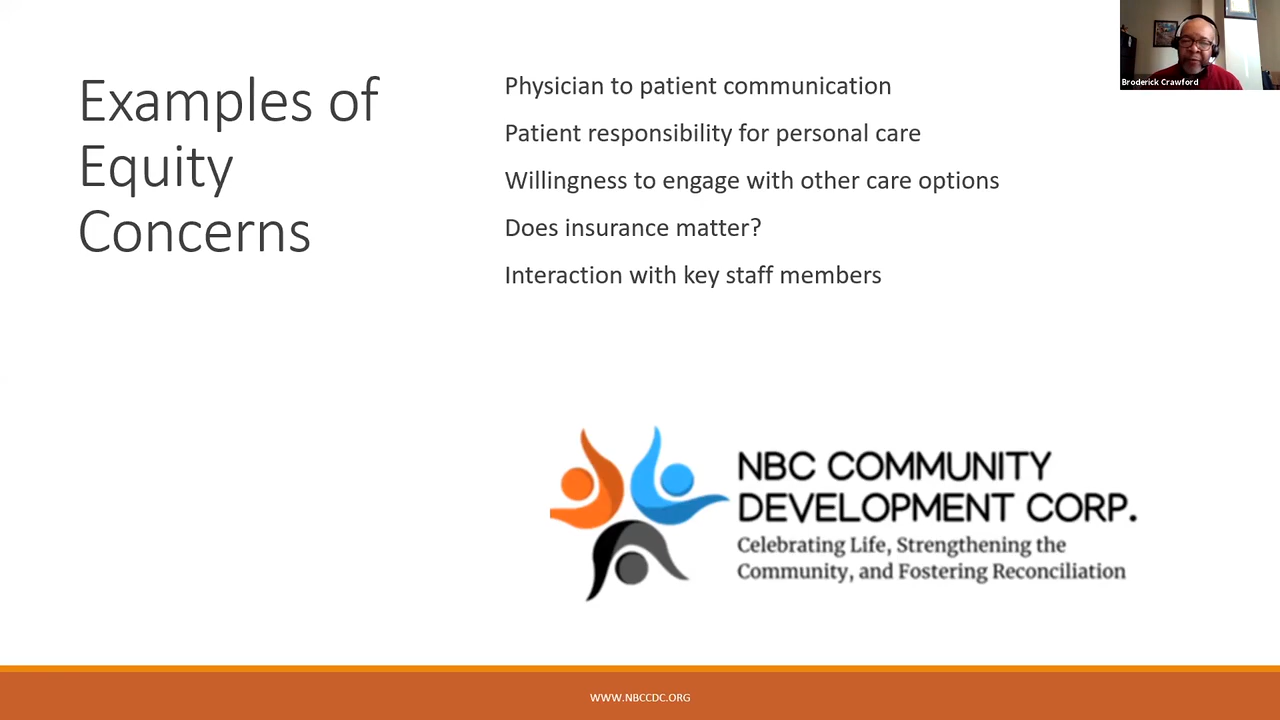 Examples of
Equity
Concerns
Physician to patient communication
Patient responsibility for personal care
Willingness to engage with other care options
Does insurance matter?
Interaction with key staff members
Broderick Crawford
NBC COMMUNITY
DEVELOPMENT CORP.
Celebrating Life, Strengthening the
Community, and Fostering Reconciliation
WWW.NBCCDC.ORG